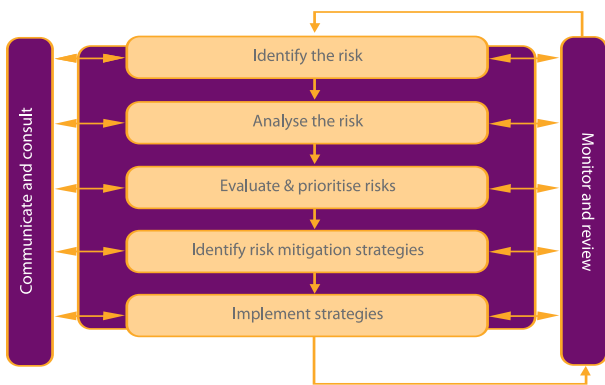 Identify the risk
Analyse the risk
Evaluate & prioritise risks
Identify risk mitigation strategies
Implement strategies
Communicate and consult
Monitor and review